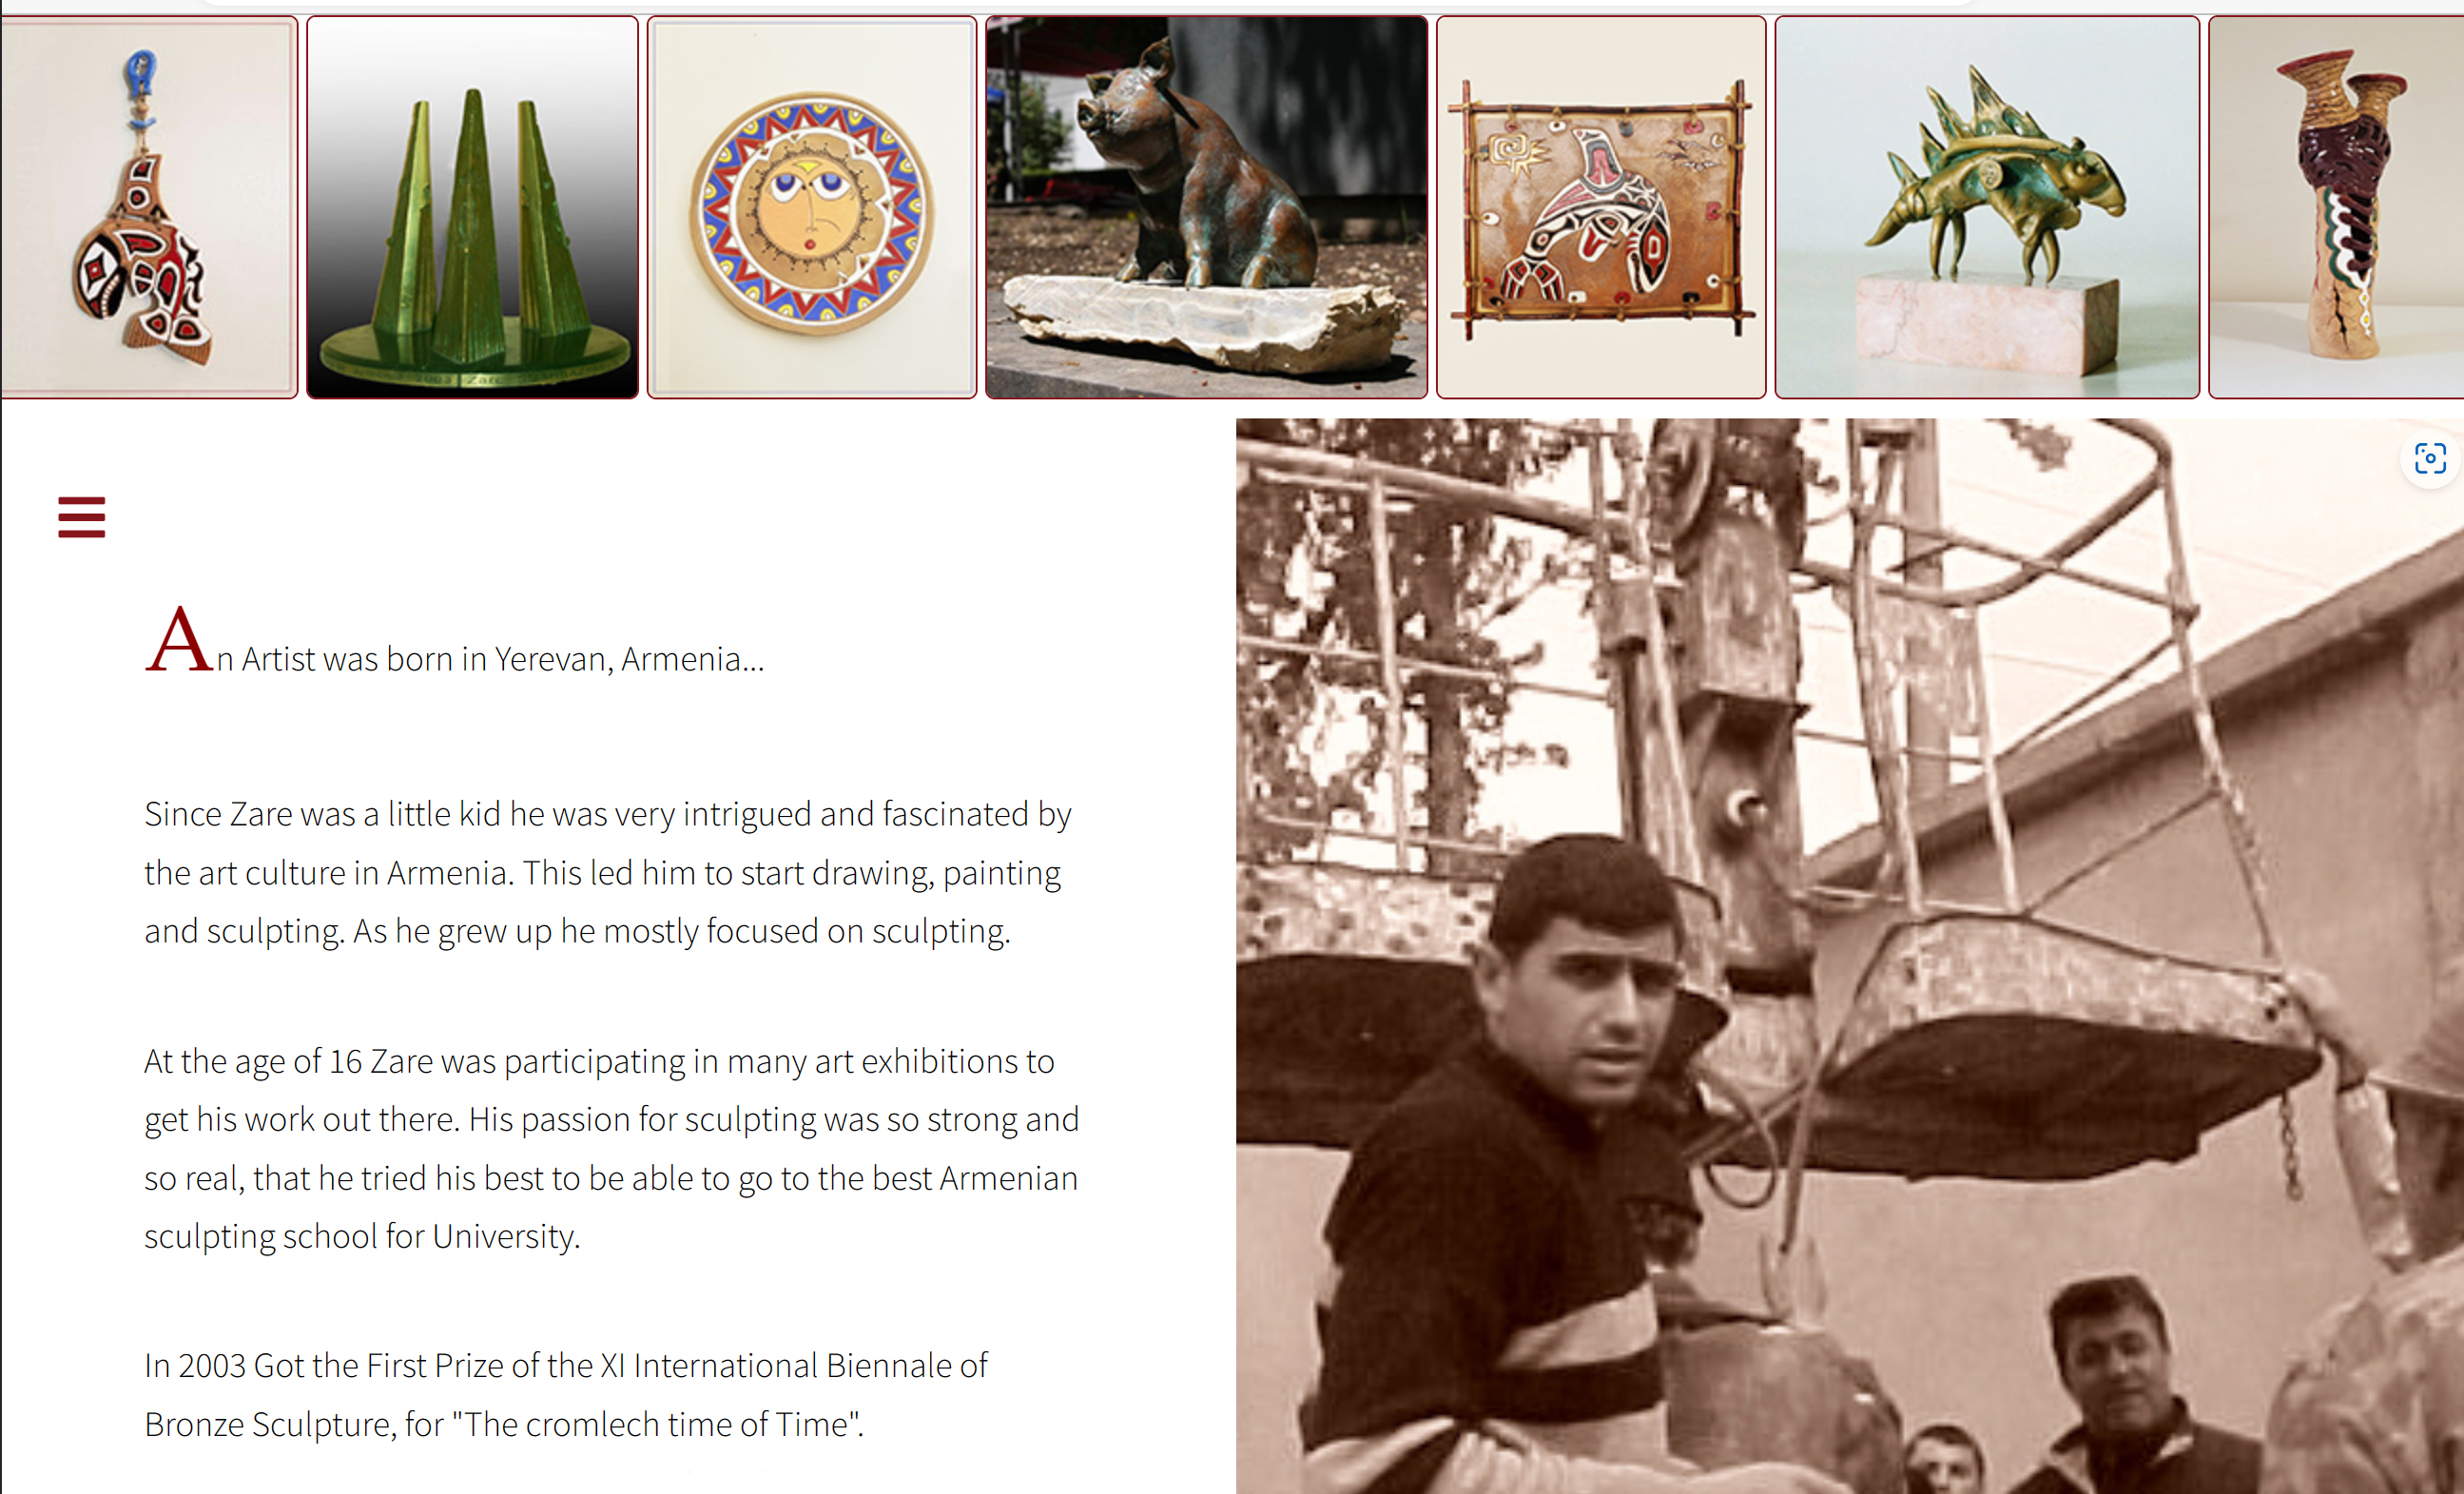 An Artist was born in Yerevan, Armenia...
Since Zare was a little kid he was very intrigued and fascinated by
the art culture in Armenia. This led him to start drawing, painting
and sculpting. As he grew up he mostly focused on sculpting.
At the age of 16 Zare was participating in many art exhibitions to
get his work out there. His passion for sculpting was so strong and
so real, that he tried his best to be able to go to the best Armenian
sculpting school for University.
In 2003 Got the First Prize of the XI International Biennale of
Bronze Sculpture, for "The cromlech time of Time".